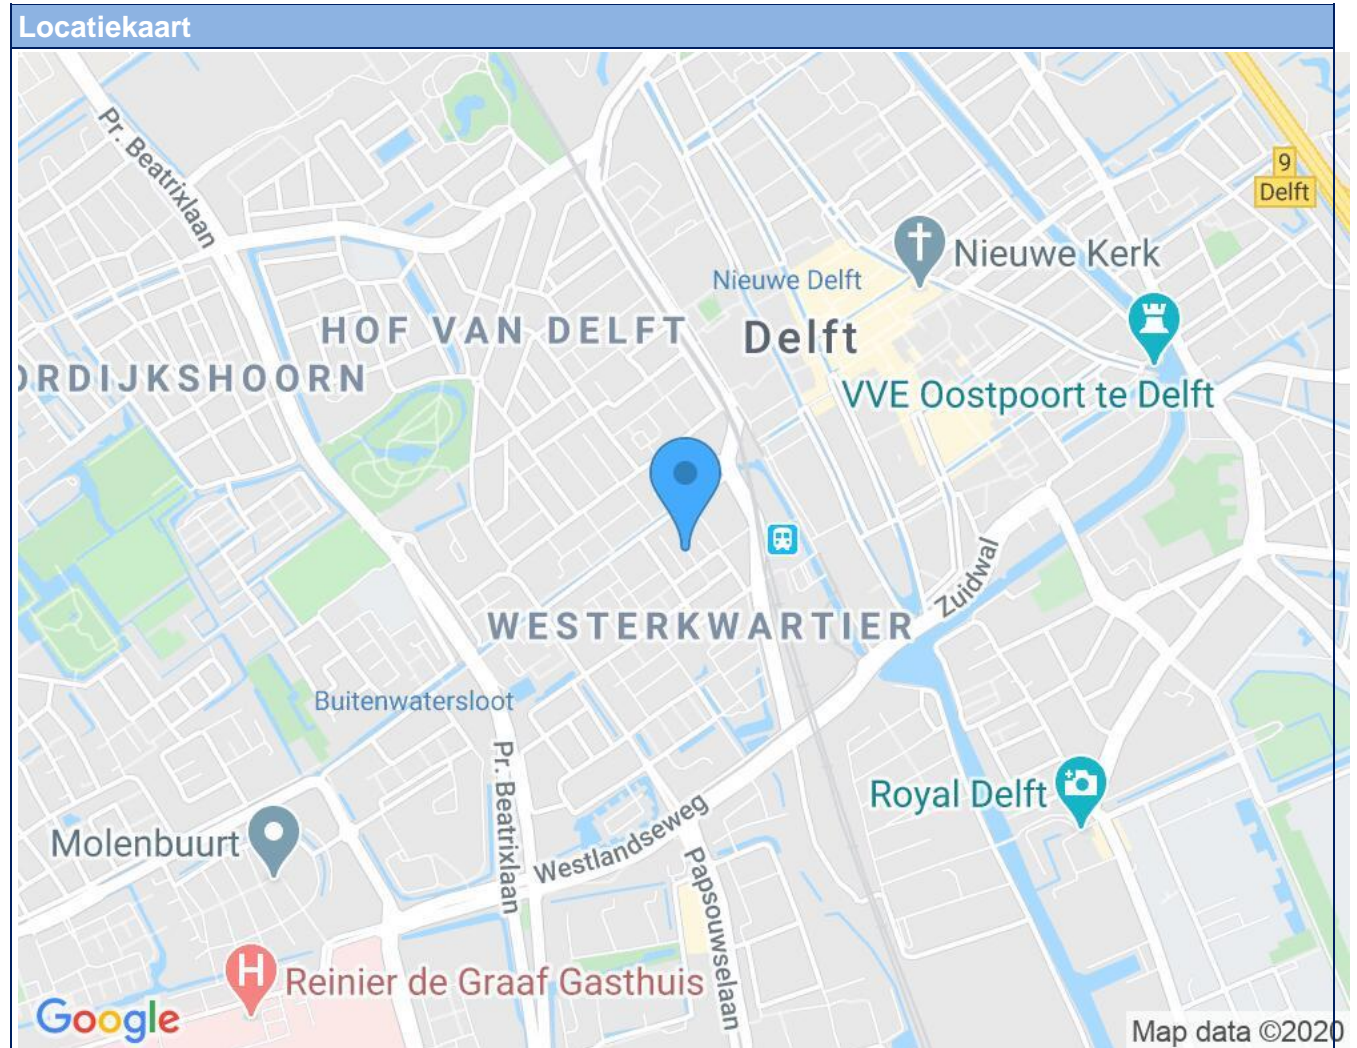 Locatiekaart
Pr. Beatrixlaan
9
Delft
Nieuwe Kerk
Nieuwe Delft
HOF VAN DELFT
Delft
ORDIJKSHOORN
VVE Oostpoort te Delft
Zuidwal
WESTERKWARTIER
Buitenwatersloot
Pr. Beatrixlaan
Royal Delft
Molenbuurt
Westlandseweg
Papsouwselaan
H
Reinier de Graaf Gasthuis
Google
Map data ©2020